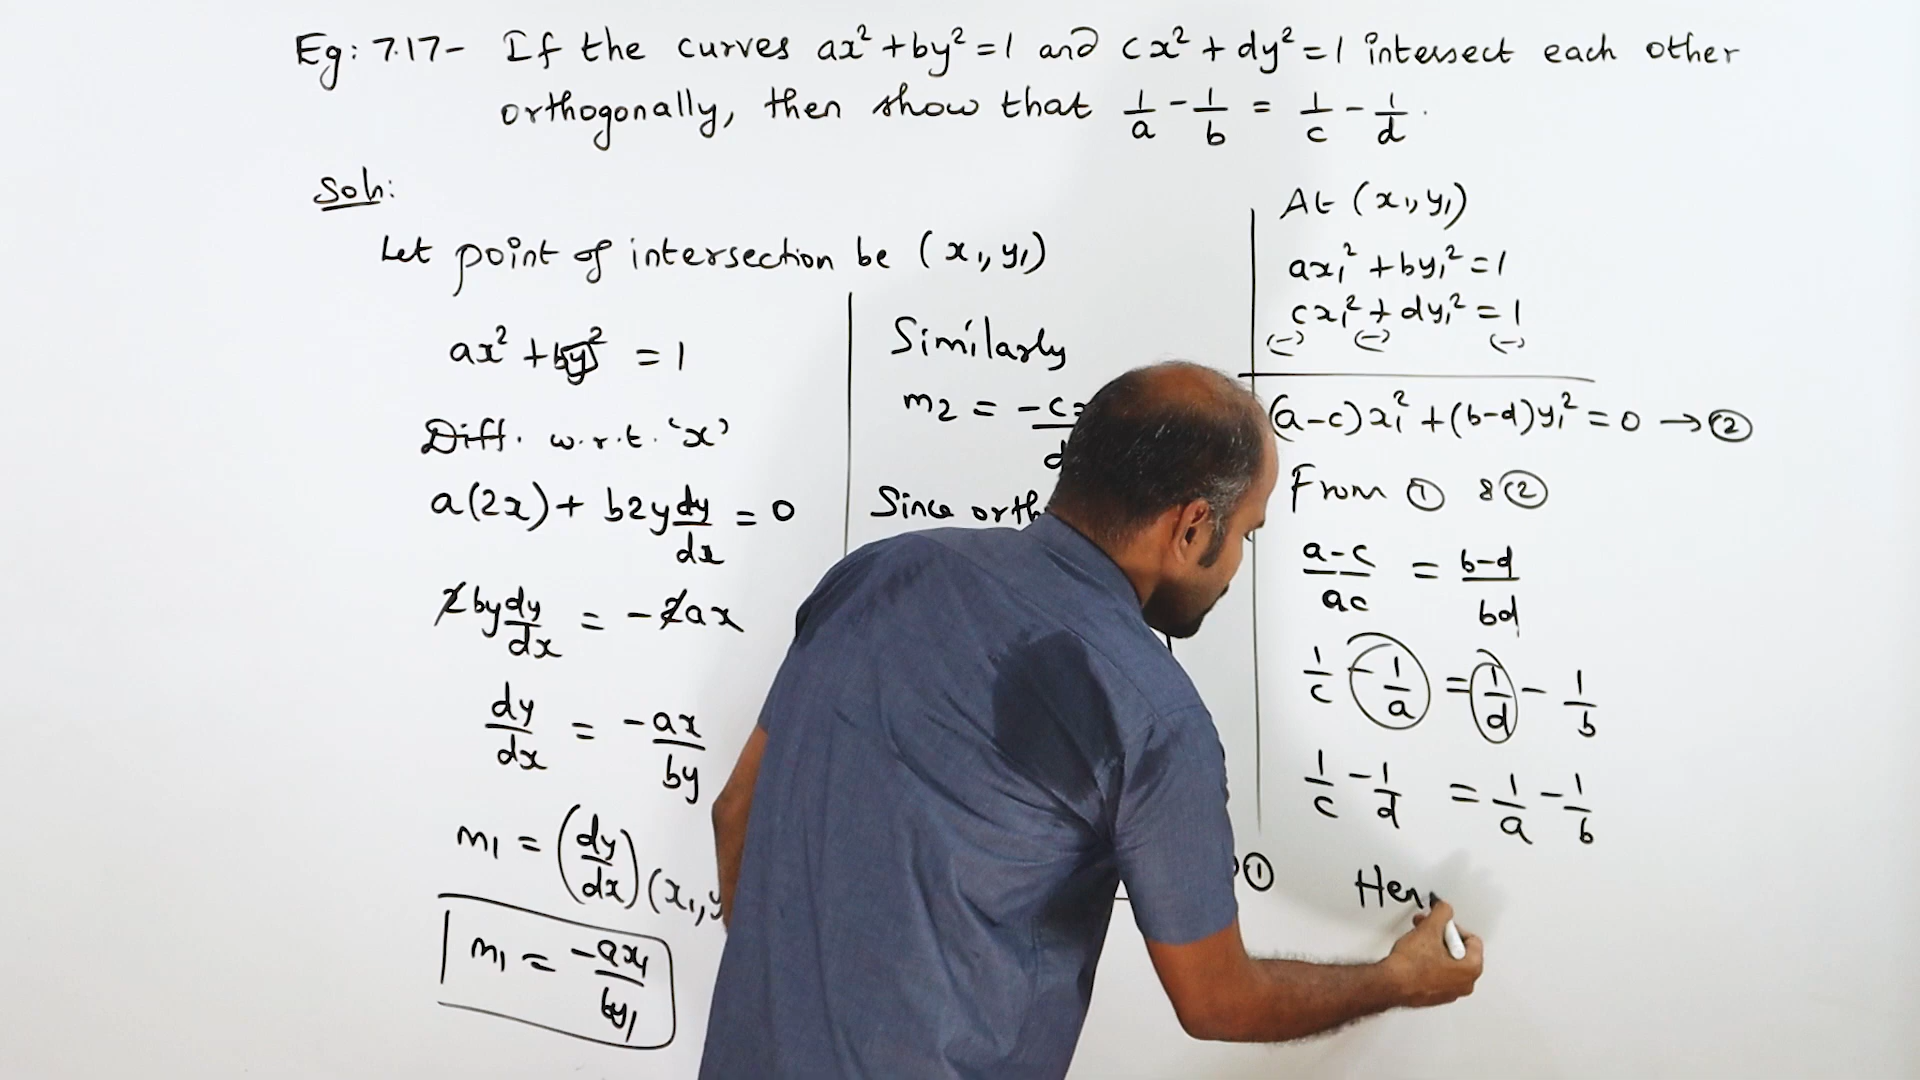 Eg: 7.17- If the curves ax² + by² = 1 and cx² + dy² = 1 intersect each other
orthogonally, then show that 1/a - 1/b = 1/c - 1/d.
Soln:
Let point of intersection be (x₁, y₁)
ax² + by² = 1
Diff. w.r.t. 'x'
a(2x) + b2y dy/dx = 0
2by dy/dx = -2ax
dy/dx = -ax/by
m₁ = (dy/dx)(x₁, y
m₁ = -ax₁/by₁
Similarly
m₂ = -c
Since orth
①
At (x₁, y₁)
ax₁² + by₁² = 1
cx₁² + dy₁² = 1
(-) (-) (-)
(a-c)x₁² + (b-d)y₁² = 0 → ②
From ① & ②
a-c/ac = b-d/bd
1/c - 1/a = 1/d - 1/b
1/c - 1/d = 1/a - 1/b
Hen